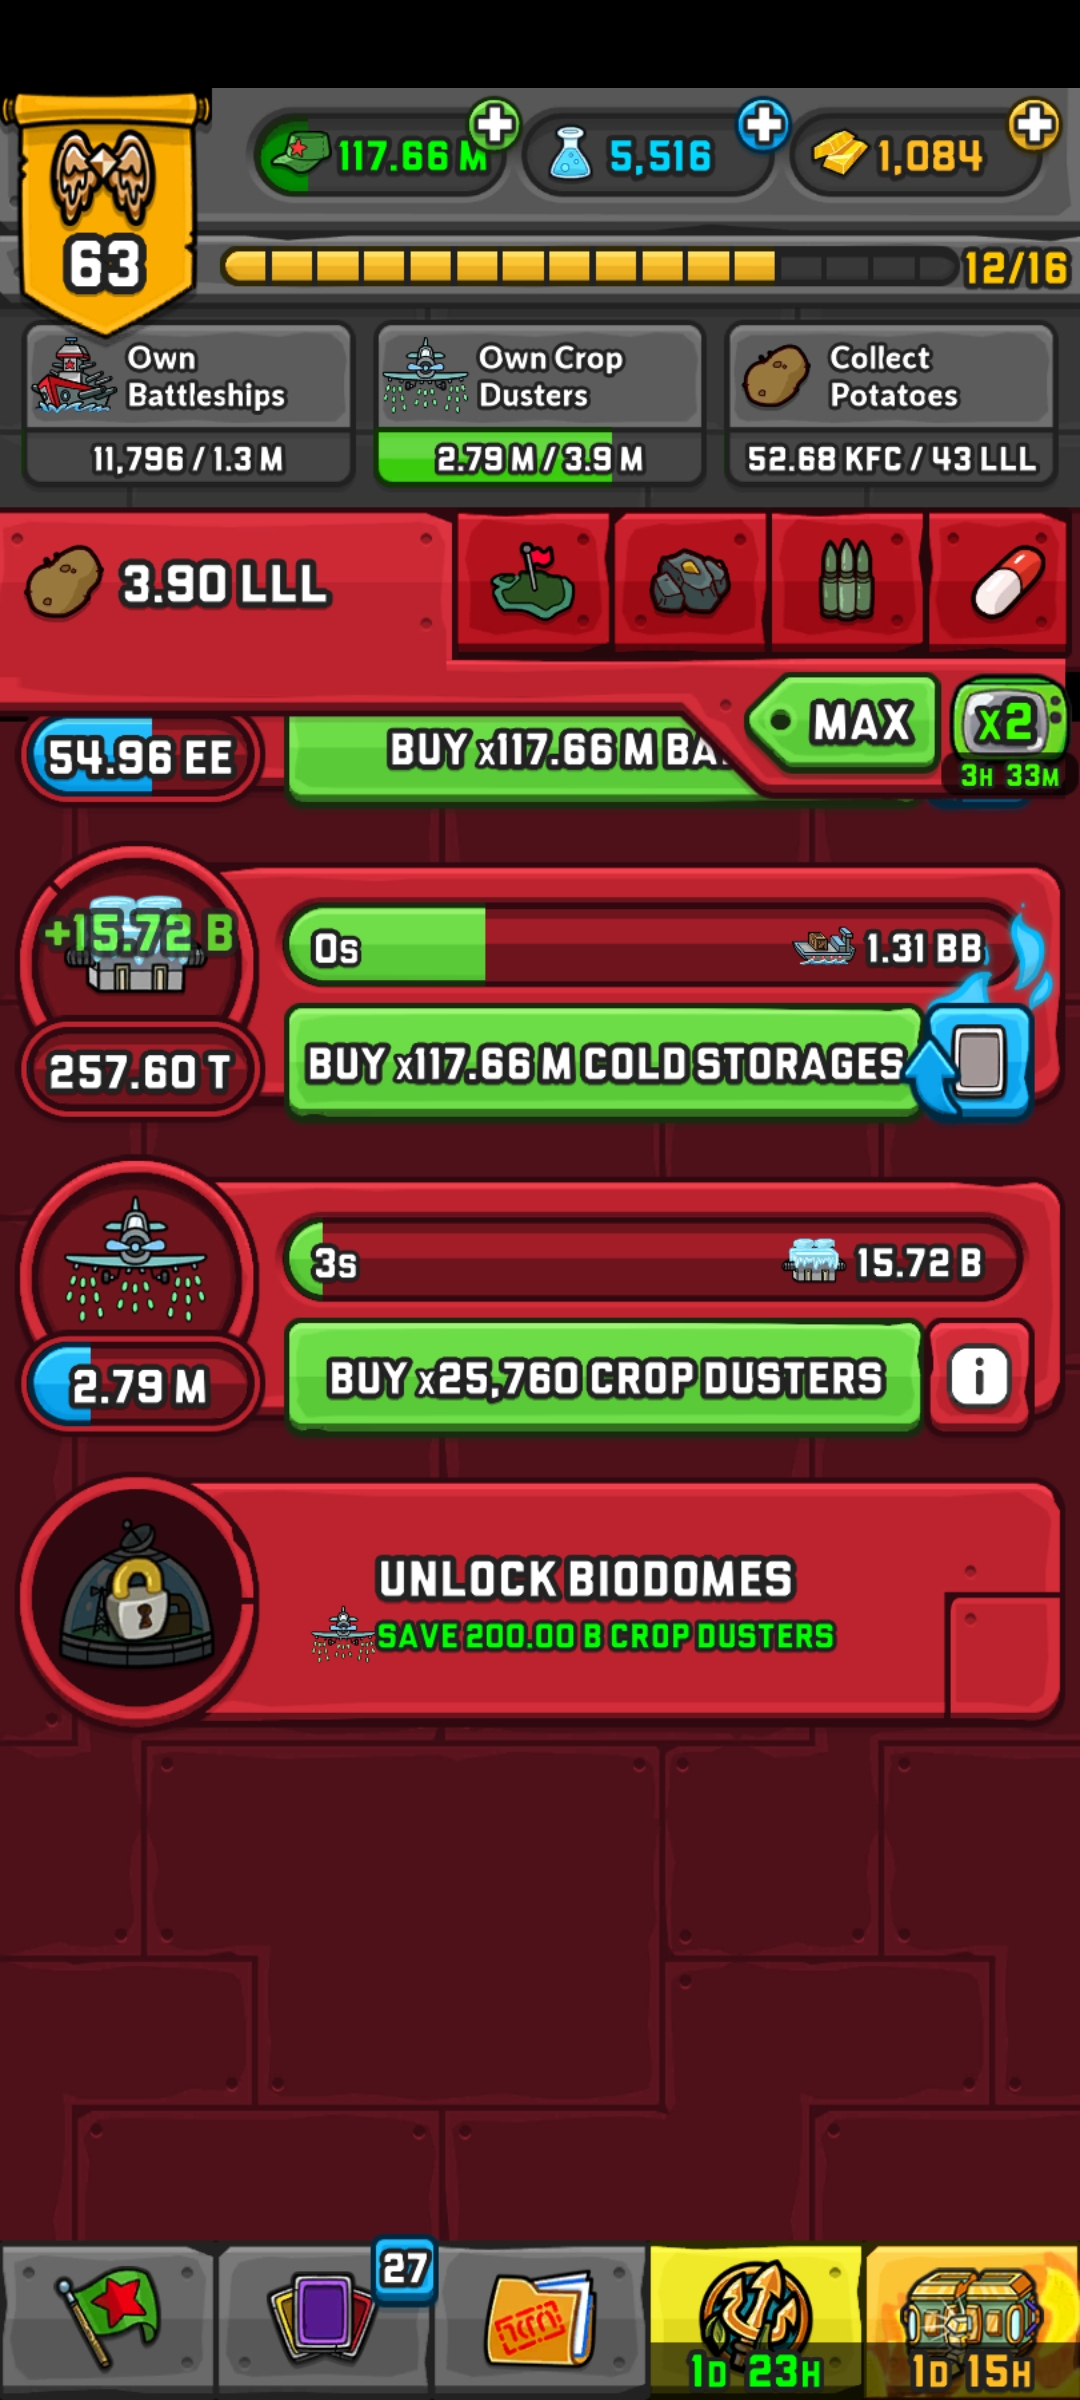 117.66 M
5,516
1,084
63
12/16
Own
Battleships
11,796 / 1.3 M
Own Crop
Dusters
2.79 M / 3.9 M
Collect
Potatoes
52.68 KFC / 43 LLL
3.90 LLL
MAX
x2
3H 33M
54.96 EE
BUY x117.66 M BA
+15.72 B
0s
1.31 BB
257.60 T
BUY x117.66 M COLD STORAGES
3s
15.72 B
2.79 M
BUY x25,760 CROP DUSTERS
i
UNLOCK BIODOMES
SAVE 200.00 B CROP DUSTERS
27
1D 23H
1D 15H